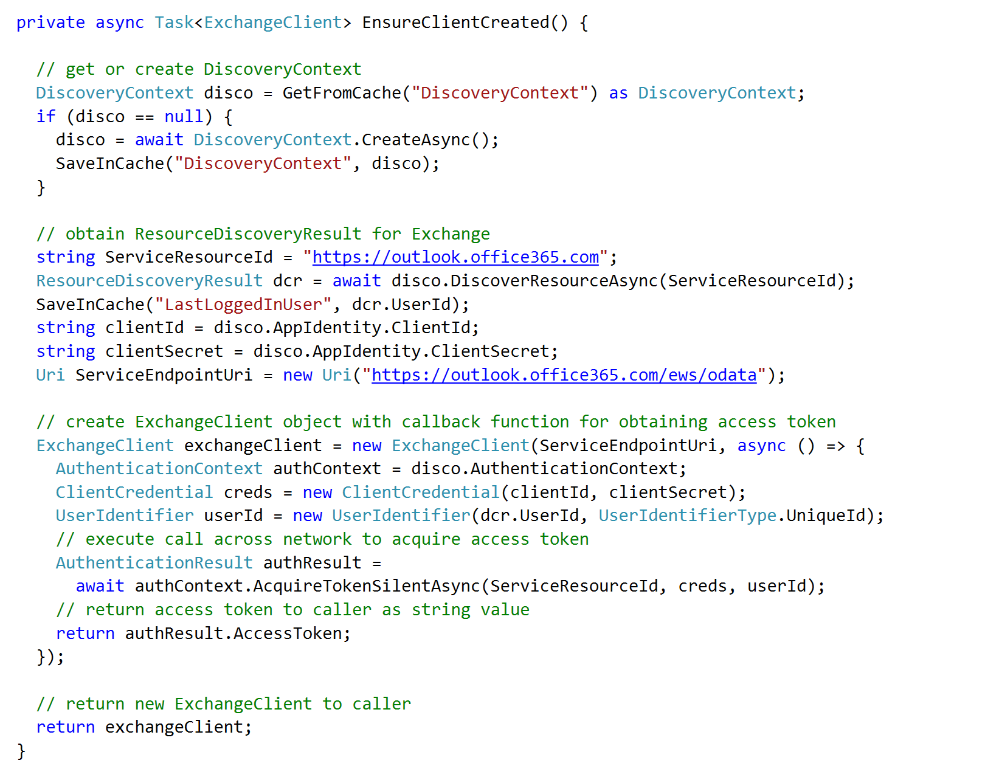 private async Task<ExchangeClient> EnsureClientCreated() {
// get or create DiscoveryContext
DiscoveryContext disco = GetFromCache("DiscoveryContext") as DiscoveryContext;
if (disco == null) {
disco = await DiscoveryContext.CreateAsync();
SaveInCache("DiscoveryContext", disco);
}
// obtain ResourceDiscoveryResult for Exchange
string ServiceResourceId = "https://outlook.office365.com";
ResourceDiscoveryResult dcr = await disco.DiscoverResourceAsync(ServiceResourceId);
SaveInCache("LastLoggedInUser", dcr.UserId);
string clientId = disco.AppIdentity.ClientId;
string clientSecret = disco.AppIdentity.ClientSecret;
Uri ServiceEndpointUri = new Uri("https://outlook.office365.com/ews/odata");
// create ExchangeClient object with callback function for obtaining access token
ExchangeClient exchangeClient = new ExchangeClient(ServiceEndpointUri, async () => {
AuthenticationContext authContext = disco.AuthenticationContext;
ClientCredential creds = new ClientCredential(clientId, clientSecret);
UserIdentifier userId = new UserIdentifier(dcr.UserId, UserIdentifierType.UniqueId);
// execute call across network to acquire access token
AuthenticationResult authResult =
await authContext.AcquireTokenSilentAsync(ServiceResourceId, creds, userId);
// return access token to caller as string value
return authResult.AccessToken;
});
// return new ExchangeClient to caller
return exchangeClient;
}